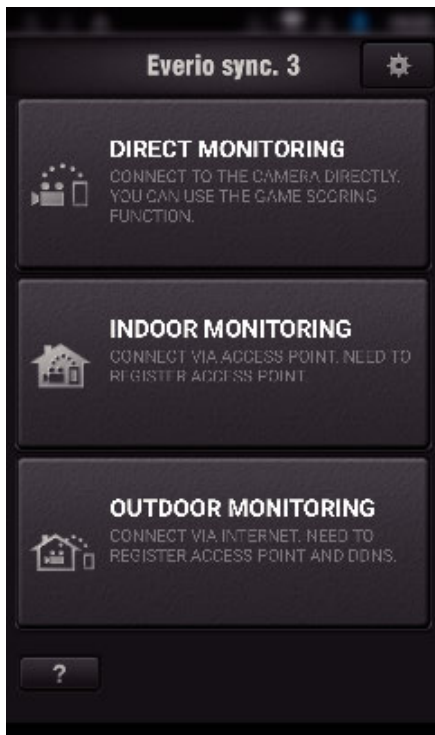 Everio sync. 3
DIRECT MONITORING
CONNECT TO THE CAMERA DIRECTLY.
YOU CAN USE THE GAME SCORING
FUNCTION.
INDOOR MONITORING
CONNECT VIA ACCESS POINT. NEED TO
REGISTER ACCESS POINT.
OUTDOOR MONITORING
CONNECT VIA INTERNET. NEED TO
REGISTER ACCESS POINT AND DDNS.
?